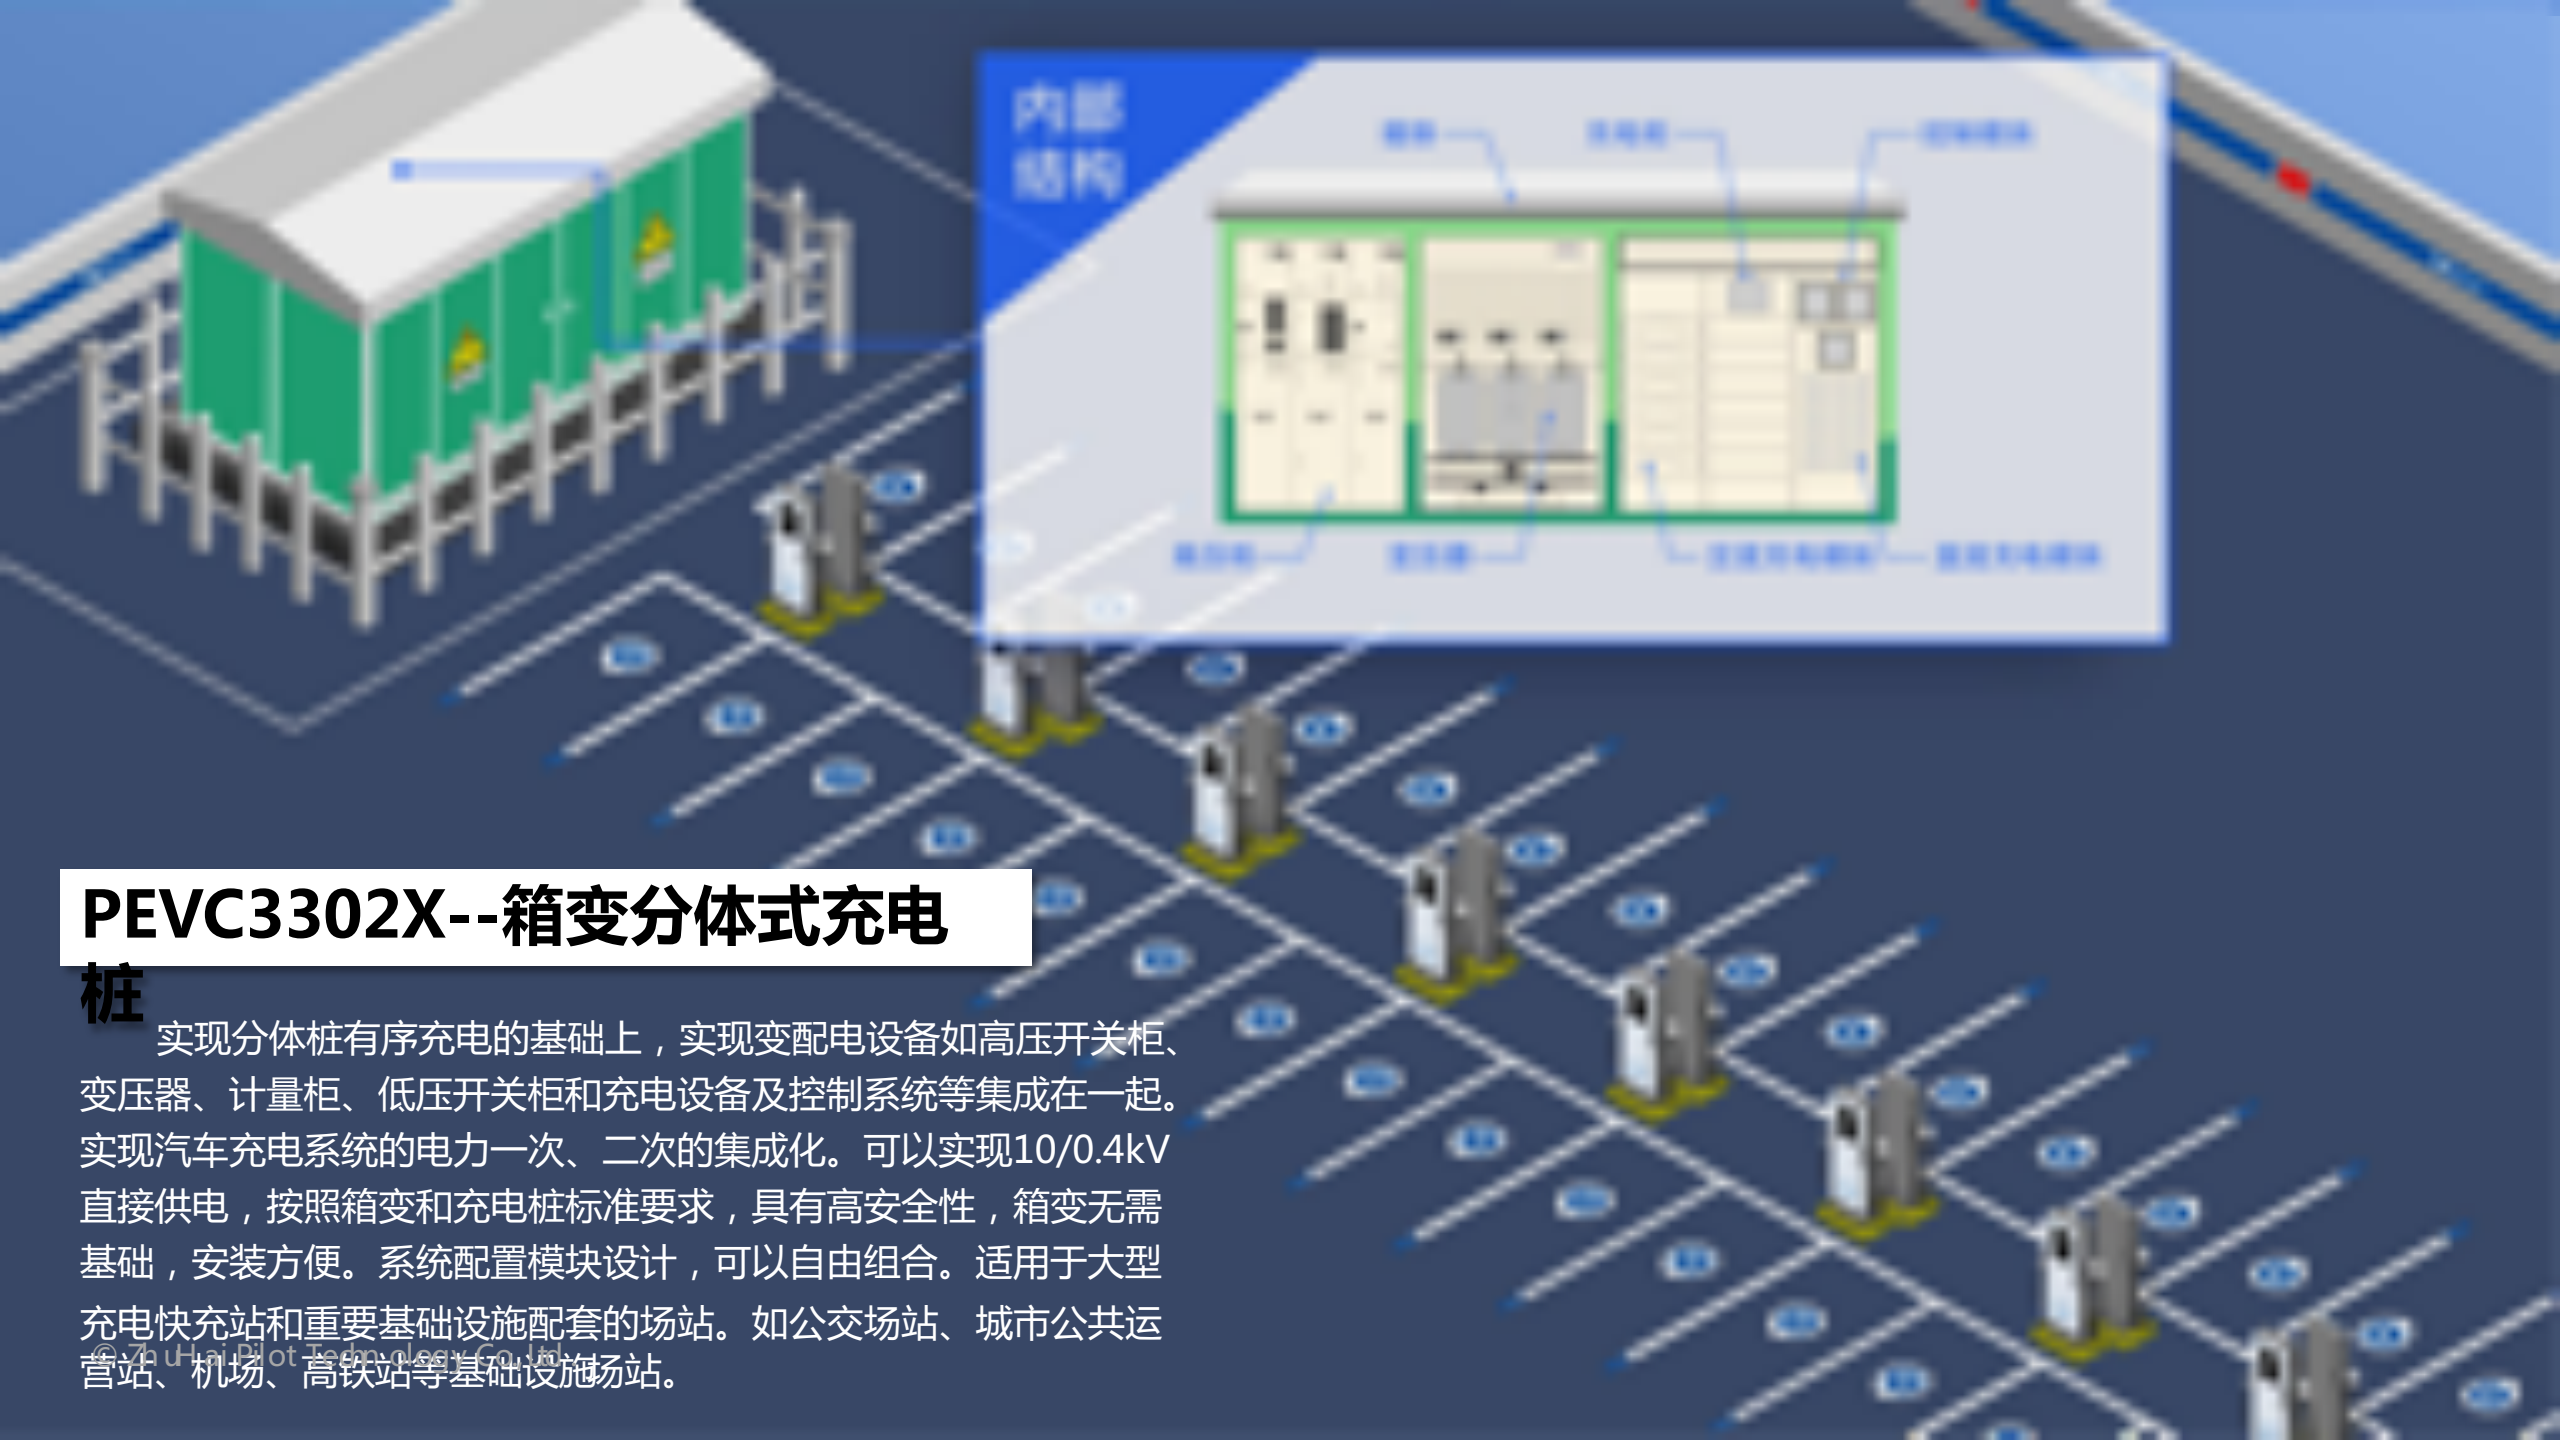 内部
结构
变压器
PEVC3302X--箱变分体式充电
桩
实现分体桩有序充电的基础上，实现变配电设备如高压开关柜、
变压器、计量柜、低压开关柜和充电设备及控制系统等集成在一起。
实现汽车充电系统的电力一次、二次的集成化。可以实现10/0.4kV
直接供电，按照箱变和充电桩标准要求，具有高安全性，箱变无需
基础，安装方便。系统配置模块设计，可以自由组合。适用于大型
充电快充站和重要基础设施配套的场站。如公交场站、城市公共运
营站、机场、高铁站等基础设施场站。
© ZhuHai Pilot Technology Co., Ltd